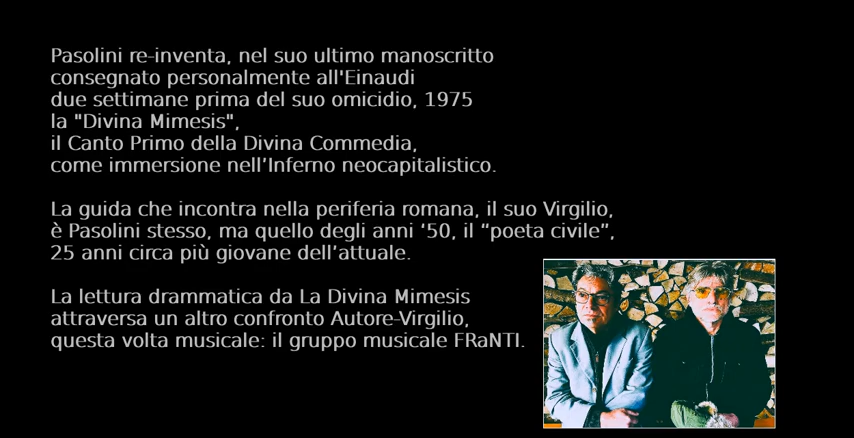 Pasolini re-inventa, nel suo ultimo manoscritto
consegnato personalmente all'Einaudi
due settimane prima del suo omicidio, 1975
la "Divina Mimesis",
il Canto Primo della Divina Commedia,
come immersione nell’Inferno neocapitalistico.
La guida che incontra nella periferia romana, il suo Virgilio,
è Pasolini stesso, ma quello degli anni ‘50, il “poeta civile”,
25 anni circa più giovane dell’attuale.
La lettura drammatica da La Divina Mimesis
attraversa un altro confronto Autore-Virgilio,
questa volta musicale: il gruppo musicale FRaNTI.